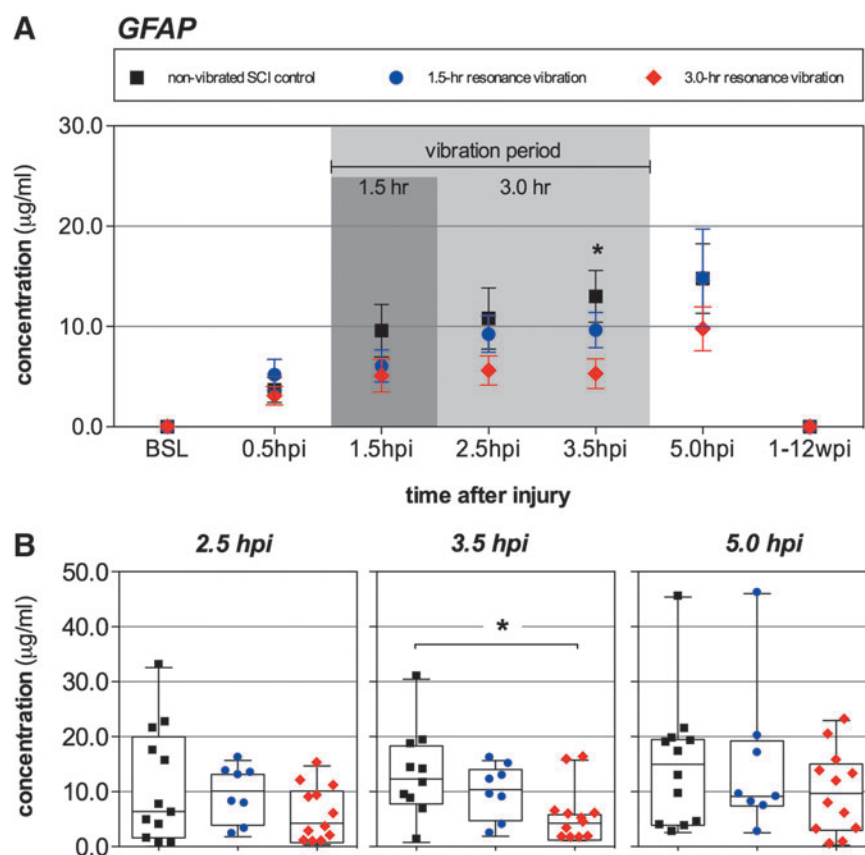 A GFAP
non-vibrated SCI control 1.5-hr resonance vibration 3.0-hr resonance vibration
concentration (µg/ml)
30.0
20.0
10.0
0.0
vibration period
1.5 hr 3.0 hr
*
BSL 0.5hpi 1.5hpi 2.5hpi 3.5hpi 5.0hpi 1-12wpi
time after injury
B 2.5 hpi 3.5 hpi 5.0 hpi
concentration (µg/ml)
50.0
40.0
30.0
20.0
10.0
0.0
*